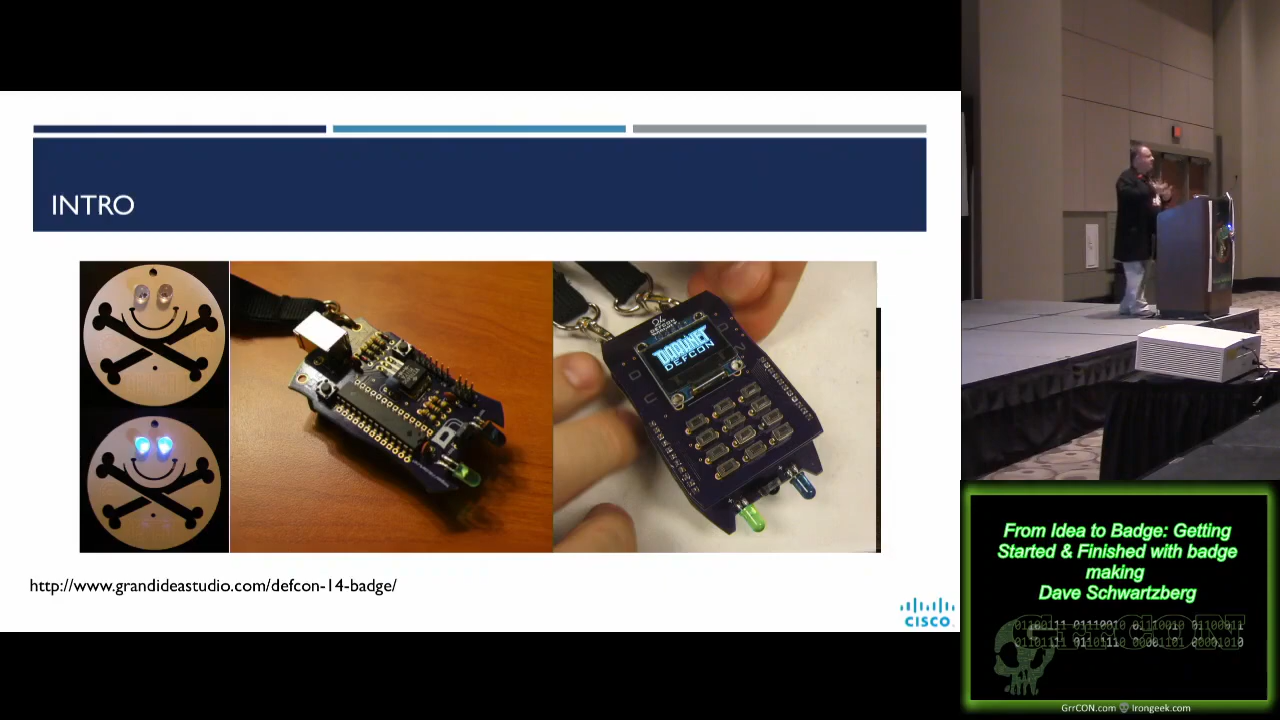 INTRO
DEFCON
http://www.grandideastudio.com/defcon-14-badge/
CISCO
From Idea to Badge: Getting
Started & Finished with badge
making
Dave Schwartzberg
GrrCON
GrrCON.com Irongeek.com